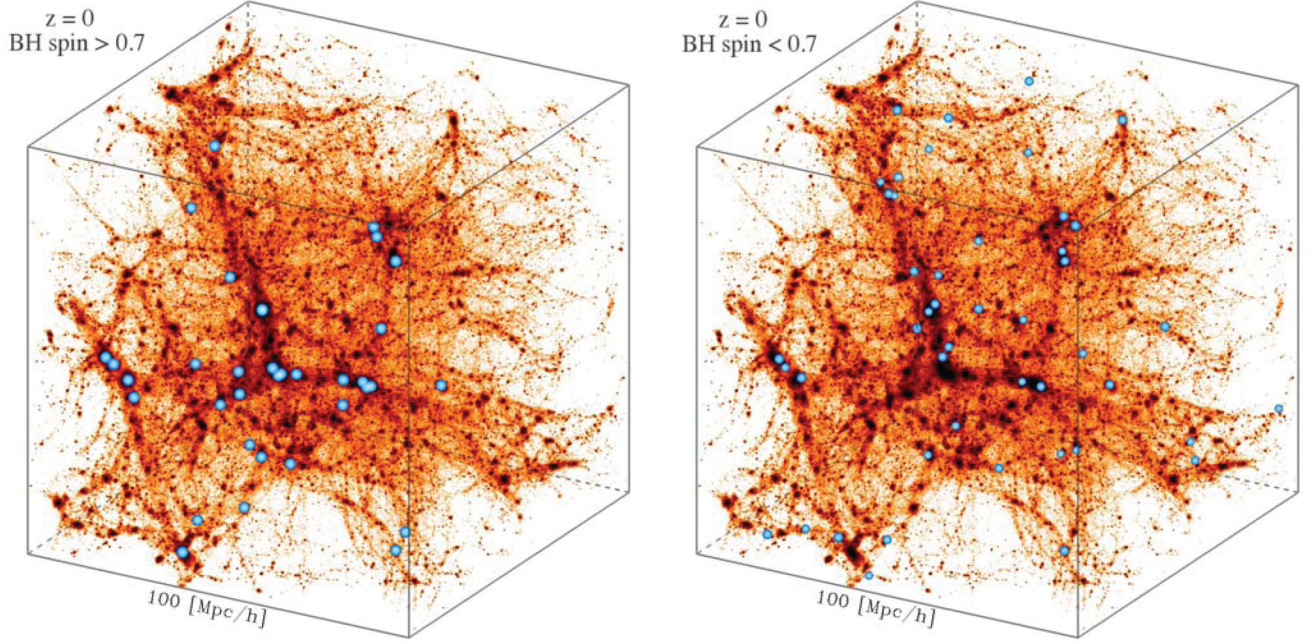 z = 0
BH spin > 0.7
100 [Mpc/h]
z = 0
BH spin < 0.7
100 [Mpc/h]